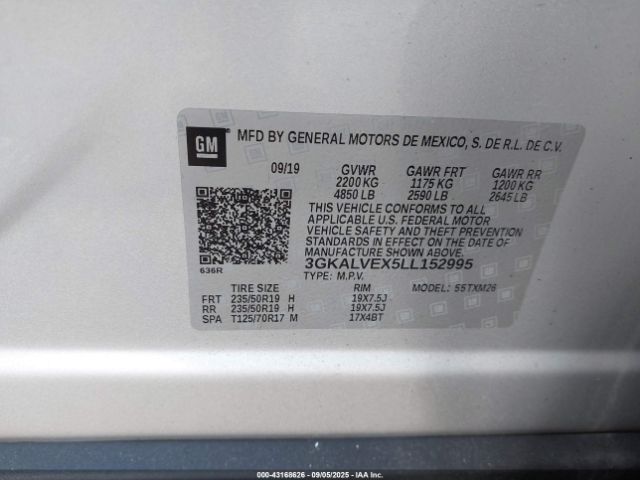 GM
MFD BY GENERAL MOTORS DE MEXICO, S. DE R.L. DE C.V.
09/19 GVWR GAWR FRT GAWR RR
2200 KG 1175 KG 1200 KG
4850 LB 2590 LB 2645 LB
THIS VEHICLE CONFORMS TO ALL
APPLICABLE U.S. FEDERAL MOTOR
VEHICLE SAFETY AND THEFT PREVENTION
STANDARDS IN EFFECT ON THE DATE OF
MANUFACTURE SHOWN ABOVE.
636R 3GKALVEX5LL152995
TYPE: M.P.V. MODEL: 5STXM26
TIRE SIZE RIM
FRT 235/50R19 H 19X7.5J
RR 235/50R19 H 19X7.5J
SPA T125/70R17 M 17X4BT
000-43168626 - 09/05/2025 - IAA Inc.